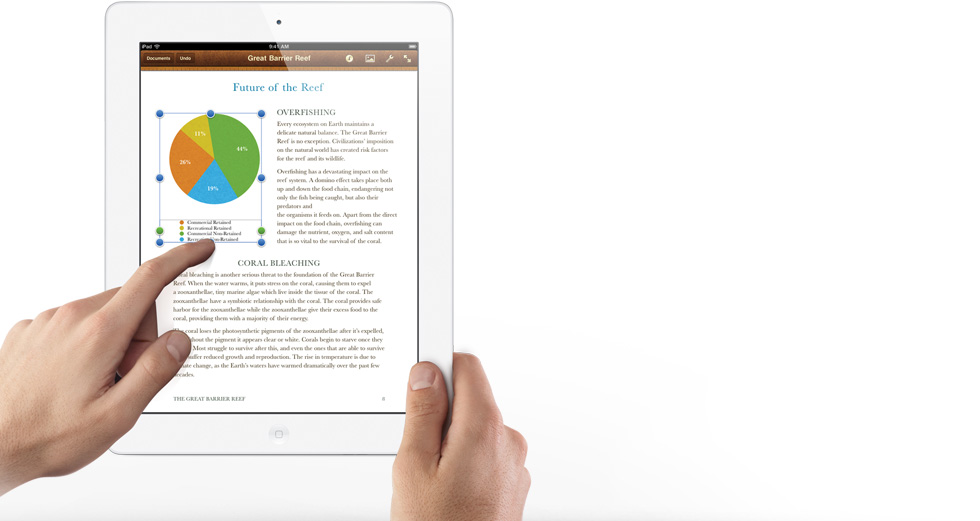 iPad 9:41 AM
Documents Undo Great Barrier Reef
Future of the Reef
11%
44%
26%
19%
Commercial Retained
Recreational Retained
Commercial Non-Retained
Non-Retained
OVERFISHING
Every ecosystem on Earth maintains a
delicate natural balance. The Great Barrier
Reef is no exception. Civilizations' imposition
on the natural world has created risk factors
for the reef and its wildlife.
Overfishing has a devastating impact on the
reef system. A domino effect takes place both
up and down the food chain, endangering not
only the fish being caught, but also their
predators and
the organisms it feeds on. Apart from the direct
impact on the food chain, overfishing can
damage the nutrient, oxygen, and salt content
that is so vital to the survival of the coral.
CORAL BLEACHING
bleaching is another serious threat to the foundation of the Great Barrier
Reef. When the water warms, it puts stress on the coral, causing them to expel
a zooxanthellae, tiny marine algae which live inside the tissue of the coral. The
zooxanthellae have a symbiotic relationship with the coral. The coral provides safe
harbor for the zooxanthellae while the zooxanthellae give their excess food to the
coral, providing them with a majority of their energy.
The coral loses the photosynthetic pigments of the zooxanthellae after it's expelled,
the pigment it appears clear or white. Corals begin to starve once they
Most struggle to survive after this, and even the ones that are able to survive
reduced growth and reproduction. The rise in temperature is due to
change, as the Earth's waters have warmed dramatically over the past few
THE GREAT BARRIER REEF 8